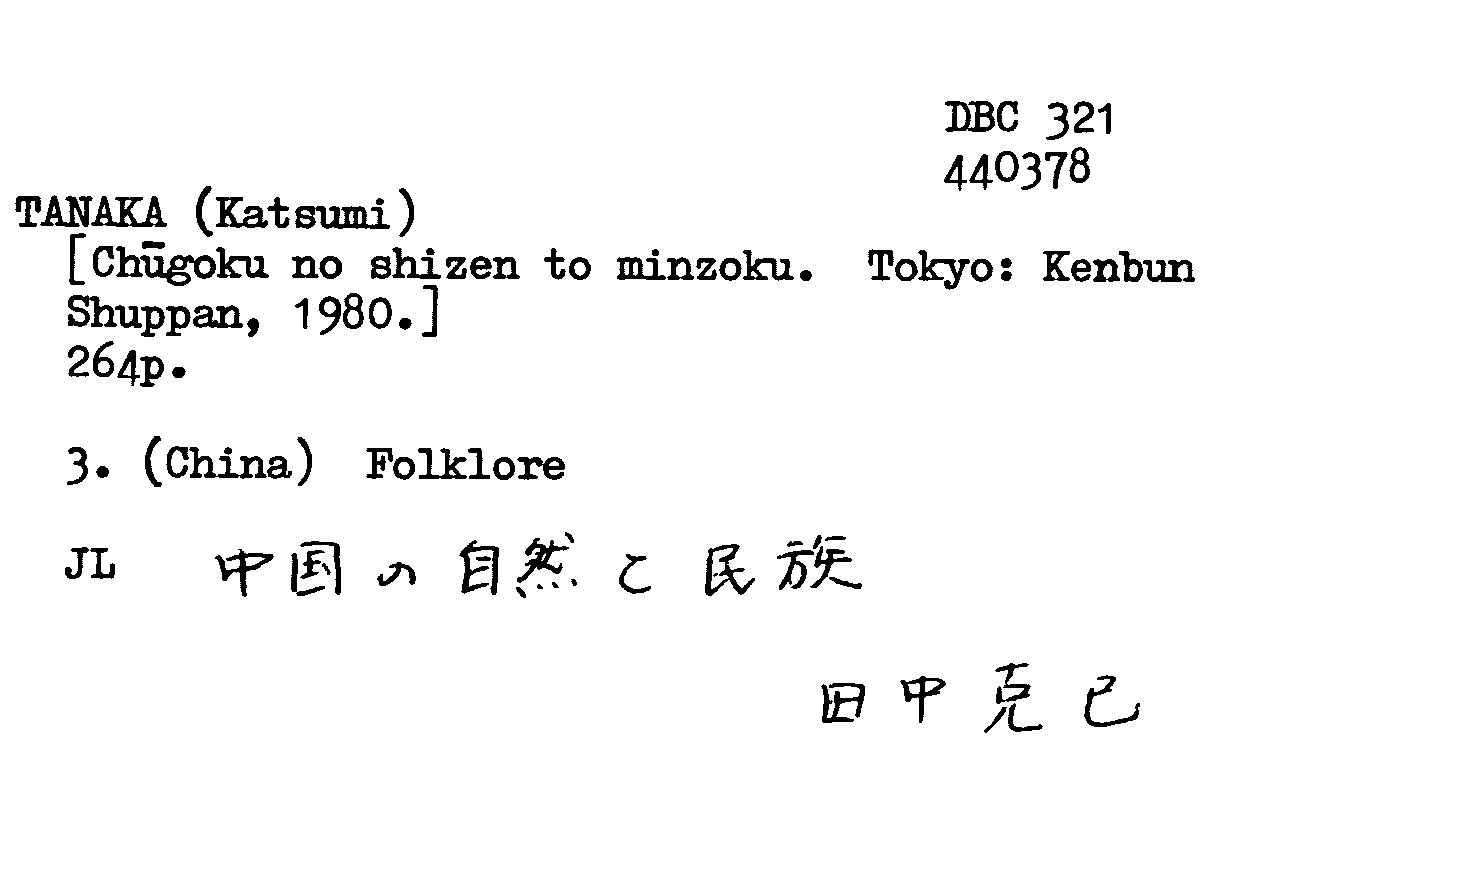 DBC 321
440378
TANAKA (Katsumi)
[Chūgoku no shizen to minzoku. Tokyo: Kenbun
Shuppan, 1980.]
264p.
3. (China) Folklore
JL 中国の自然と民族
田中克己